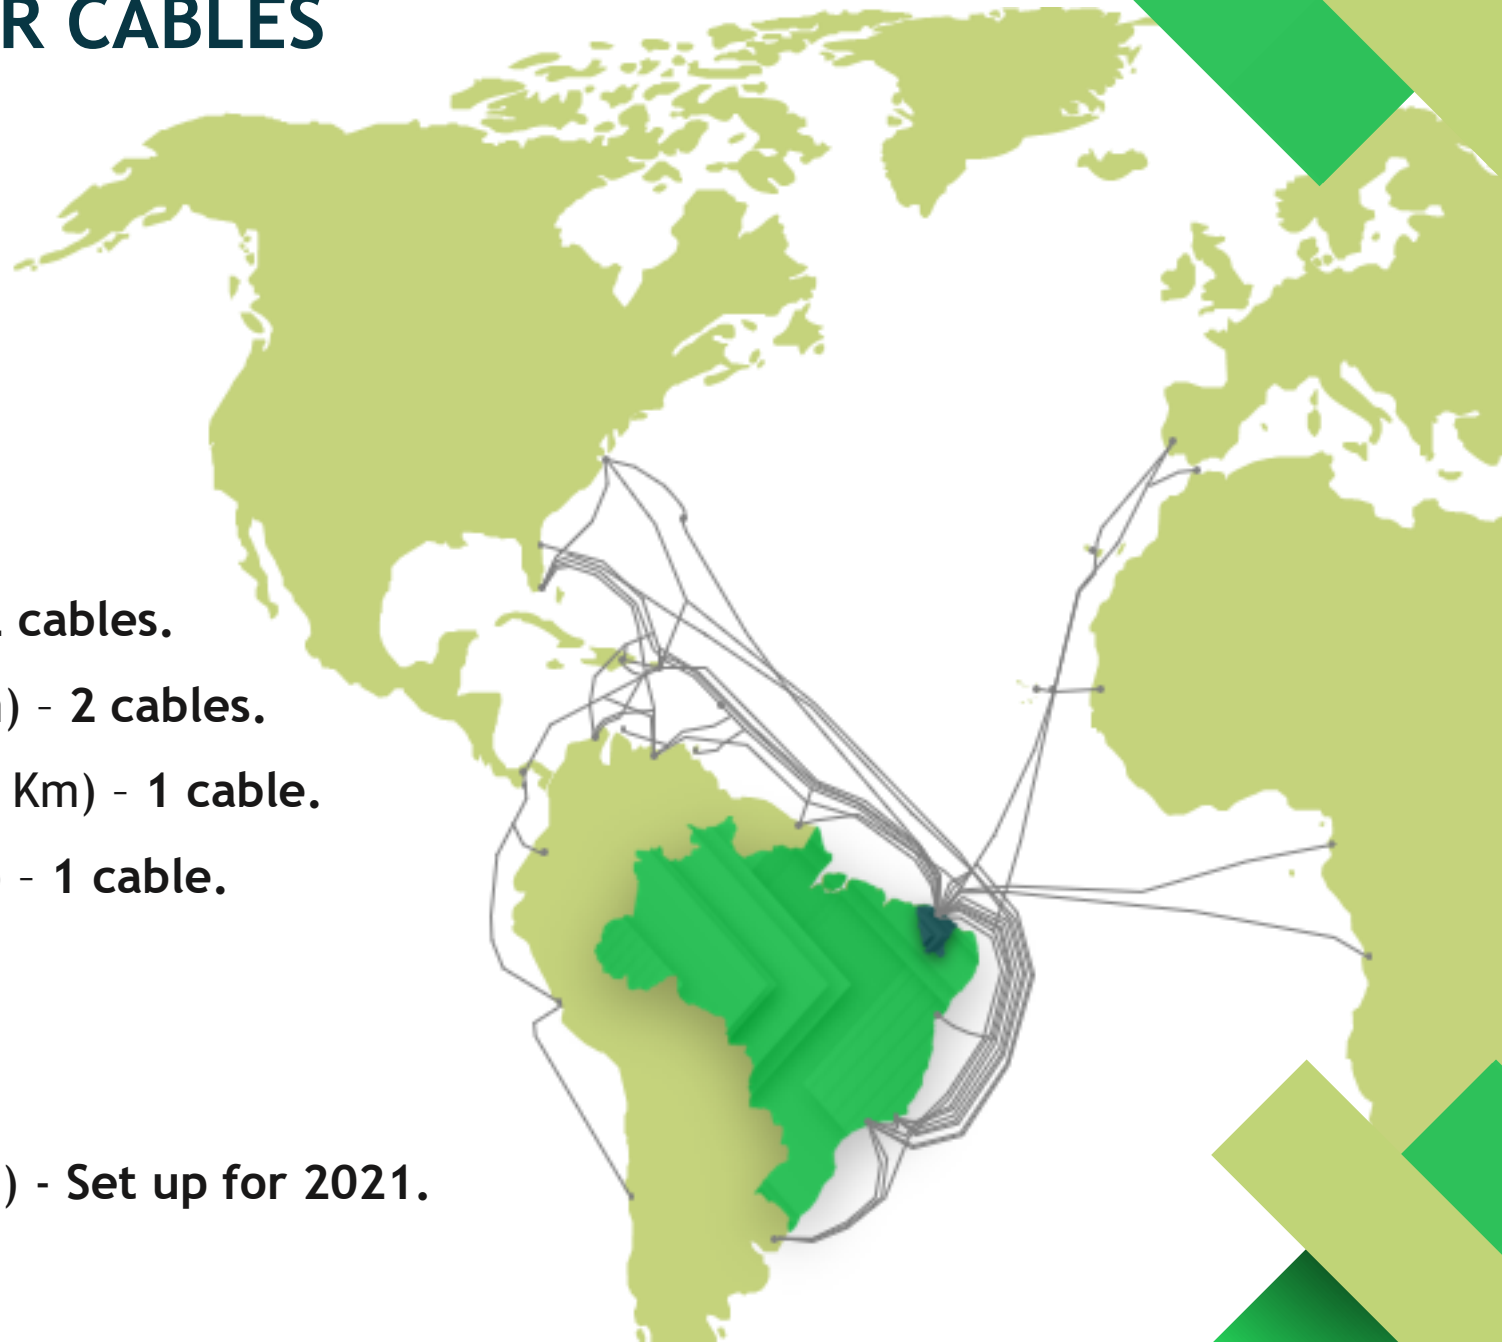 R CABLES
cables.
) – 2 cables.
Km) – 1 cable.
– 1 cable.
) - Set up for 2021.